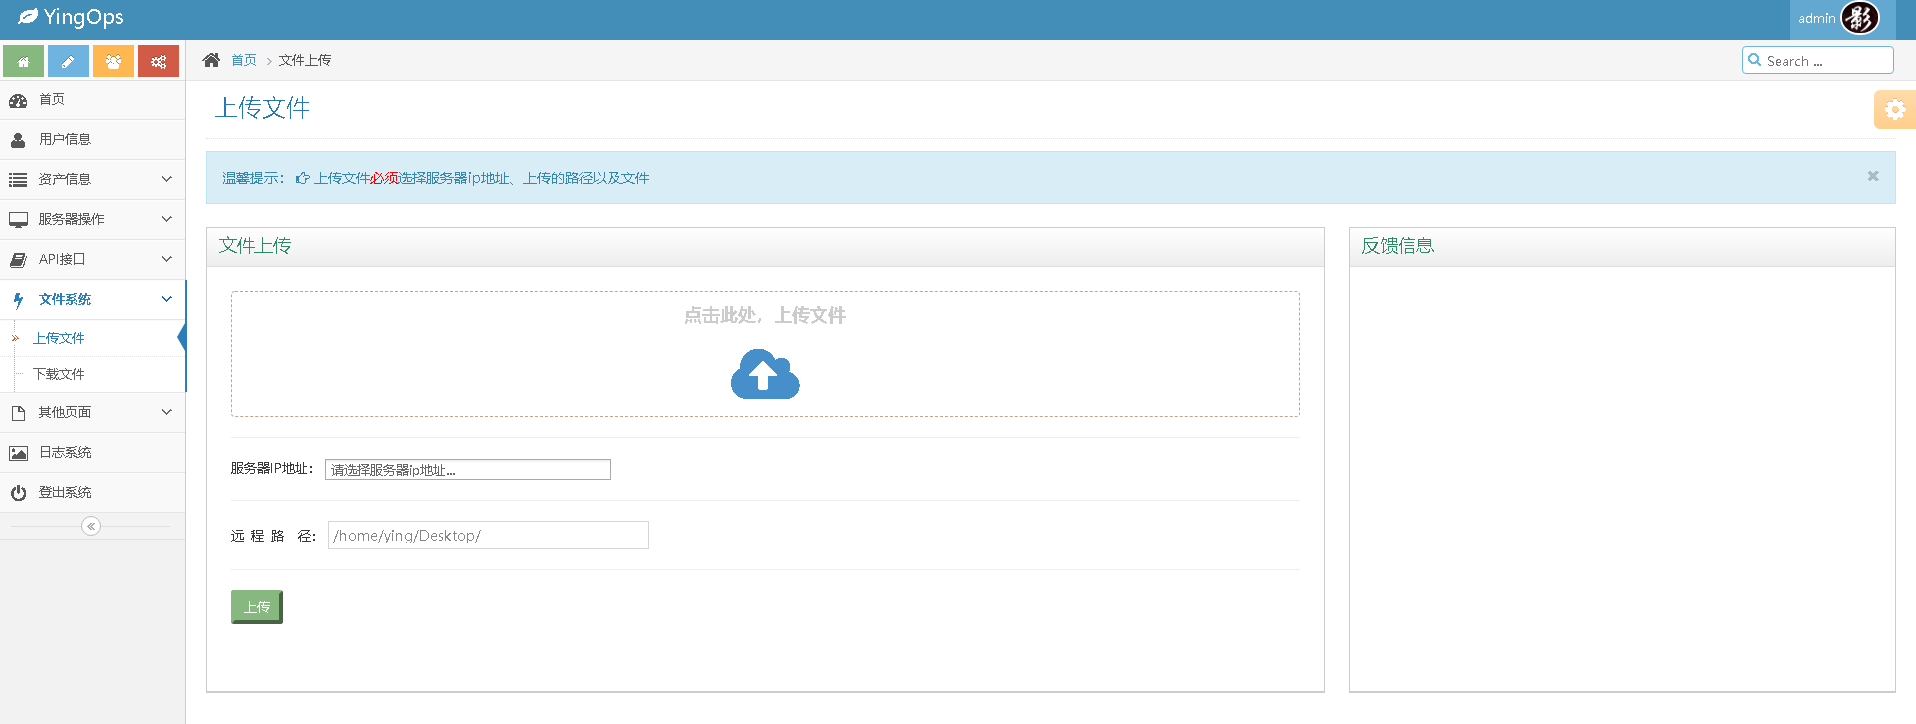 YingOps
admin 影
首页 > 文件上传
Search ...
首页
用户信息
资产信息
服务器操作
API接口
文件系统
上传文件
下载文件
其他页面
日志系统
登出系统
上传文件
温馨提示： 上传文件必须选择服务器ip地址、上传的路径以及文件
文件上传
点击此处，上传文件
服务器IP地址： 请选择服务器ip地址...
远 程 路 径： /home/ying/Desktop/
上传
反馈信息